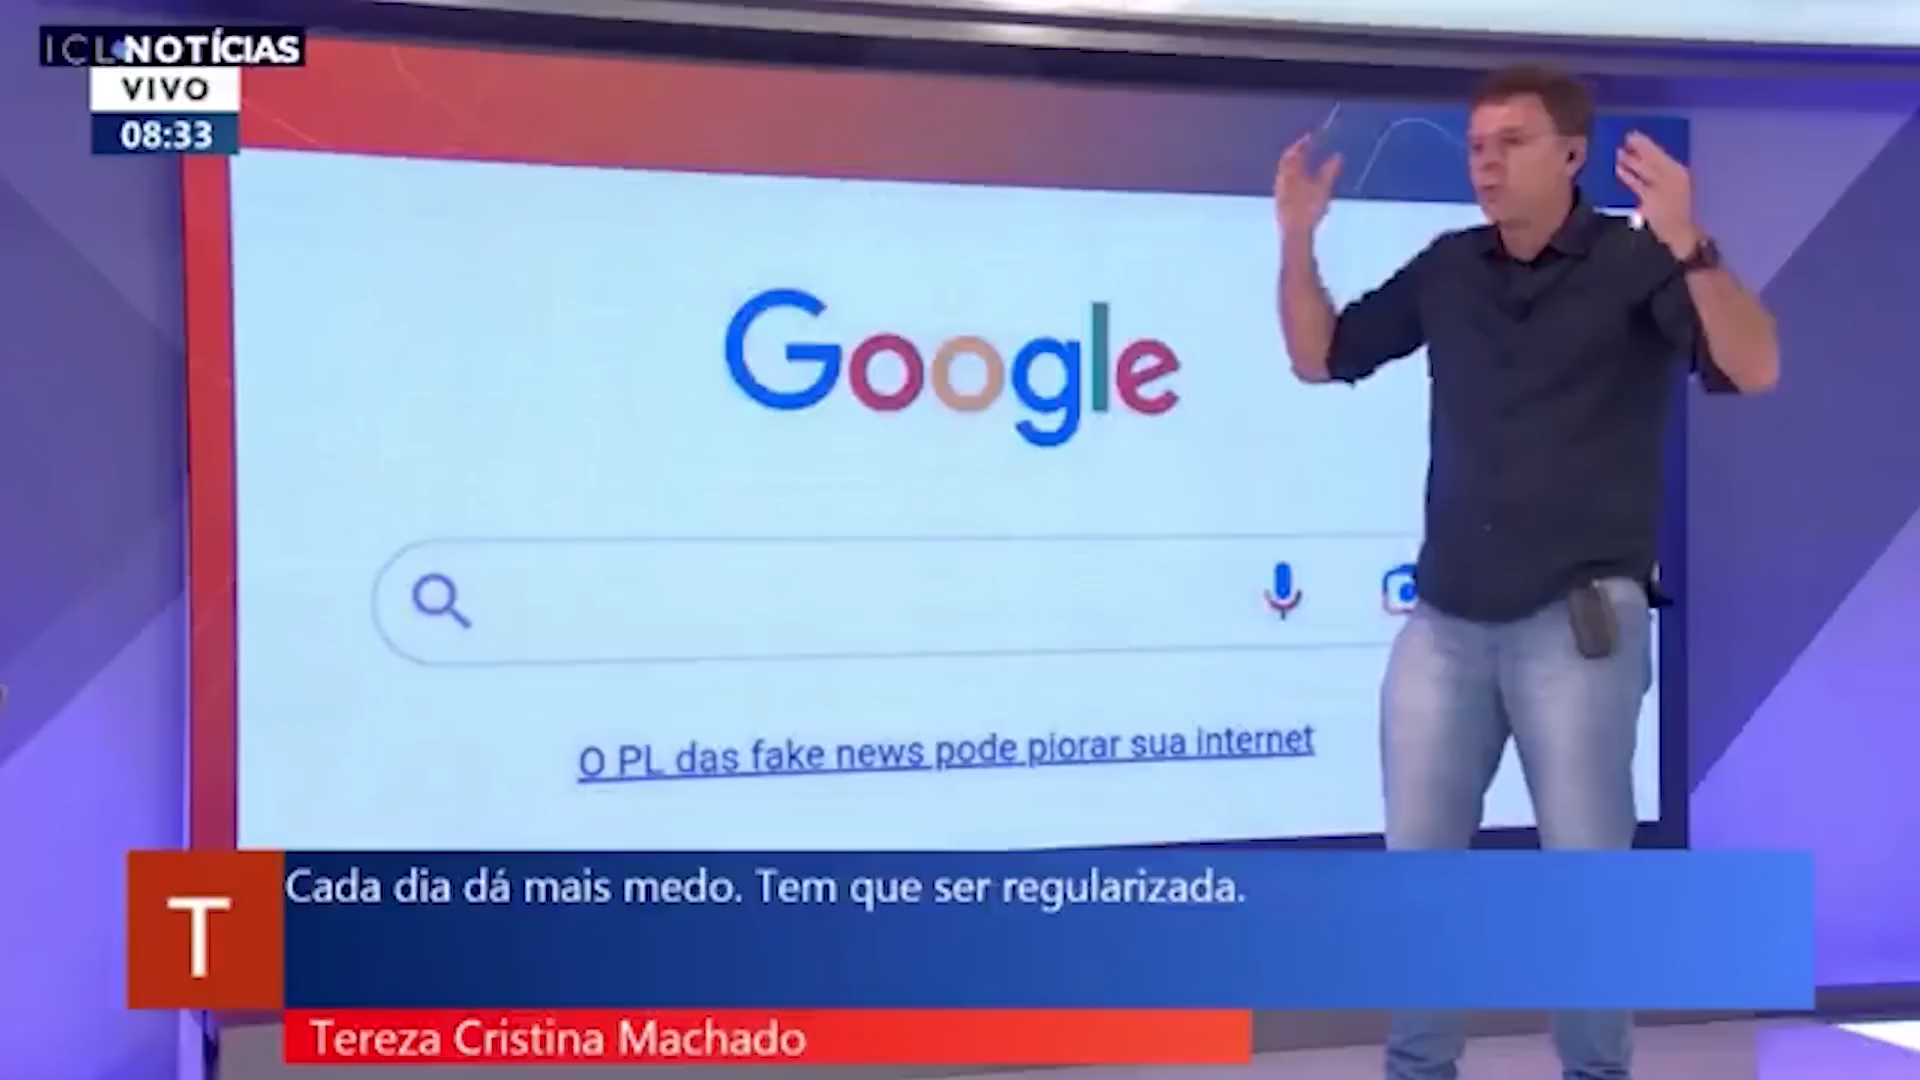 ICL NOTÍCIAS
VIVO
08:33
Google
O PL das fake news pode piorar sua internet
T
Cada dia dá mais medo. Tem que ser regularizada.
Tereza Cristina Machado